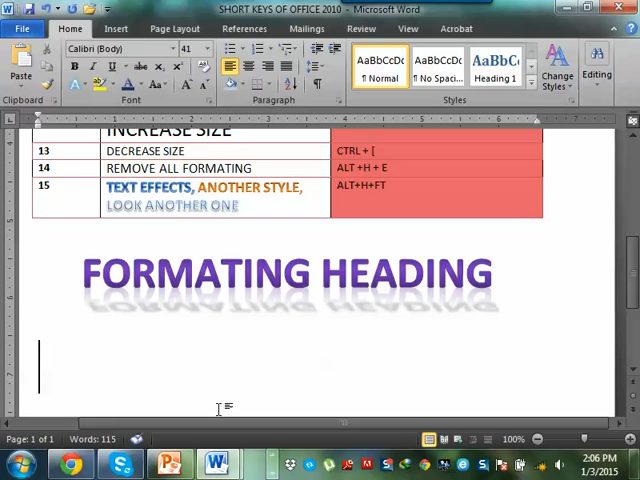 SHORT KEYS OF OFFICE 2010 - Microsoft Word
File Home Insert Page Layout References Mailings Review View Acrobat
Calibri (Body) 41
AaBbCcDc AaBbCcDc AaBbC
Paste ¶ Normal ¶ No Spaci... Heading 1 Change Styles Editing
Clipboard Font Paragraph Styles
INCREASE SIZE
13 DECREASE SIZE CTRL + [
14 REMOVE ALL FORMATING ALT +H + E
15 TEXT EFFECTS, ANOTHER STYLE, ALT+H+FT
LOOK ANOTHER ONE
FORMATING HEADING
Page: 1 of 1 Words: 115 100%
2:06 PM
1/3/2015